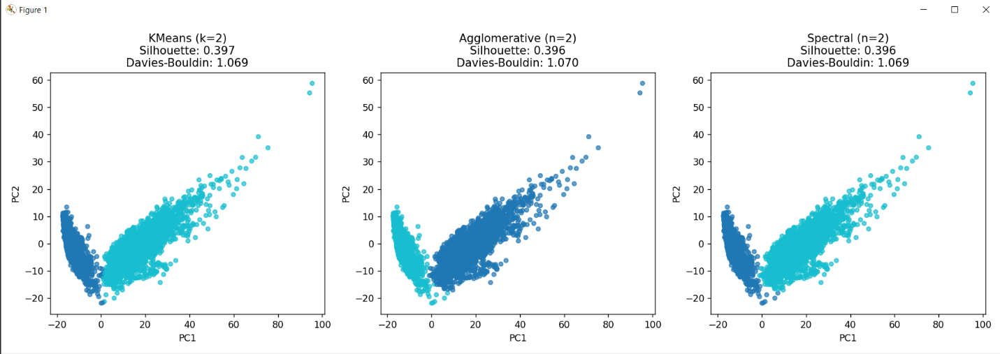 Figure 1
KMeans (k=2)
Silhouette: 0.397
Davies-Bouldin: 1.069
60
50
40
30
20
10
0
−10
−20
PC2
−20 0 20 40 60 80 100
PC1
Agglomerative (n=2)
Silhouette: 0.396
Davies-Bouldin: 1.070
60
50
40
30
20
10
0
−10
−20
PC2
−20 0 20 40 60 80 100
PC1
Spectral (n=2)
Silhouette: 0.396
Davies-Bouldin: 1.069
60
50
40
30
20
10
0
−10
−20
PC2
−20 0 20 40 60 80 100
PC1